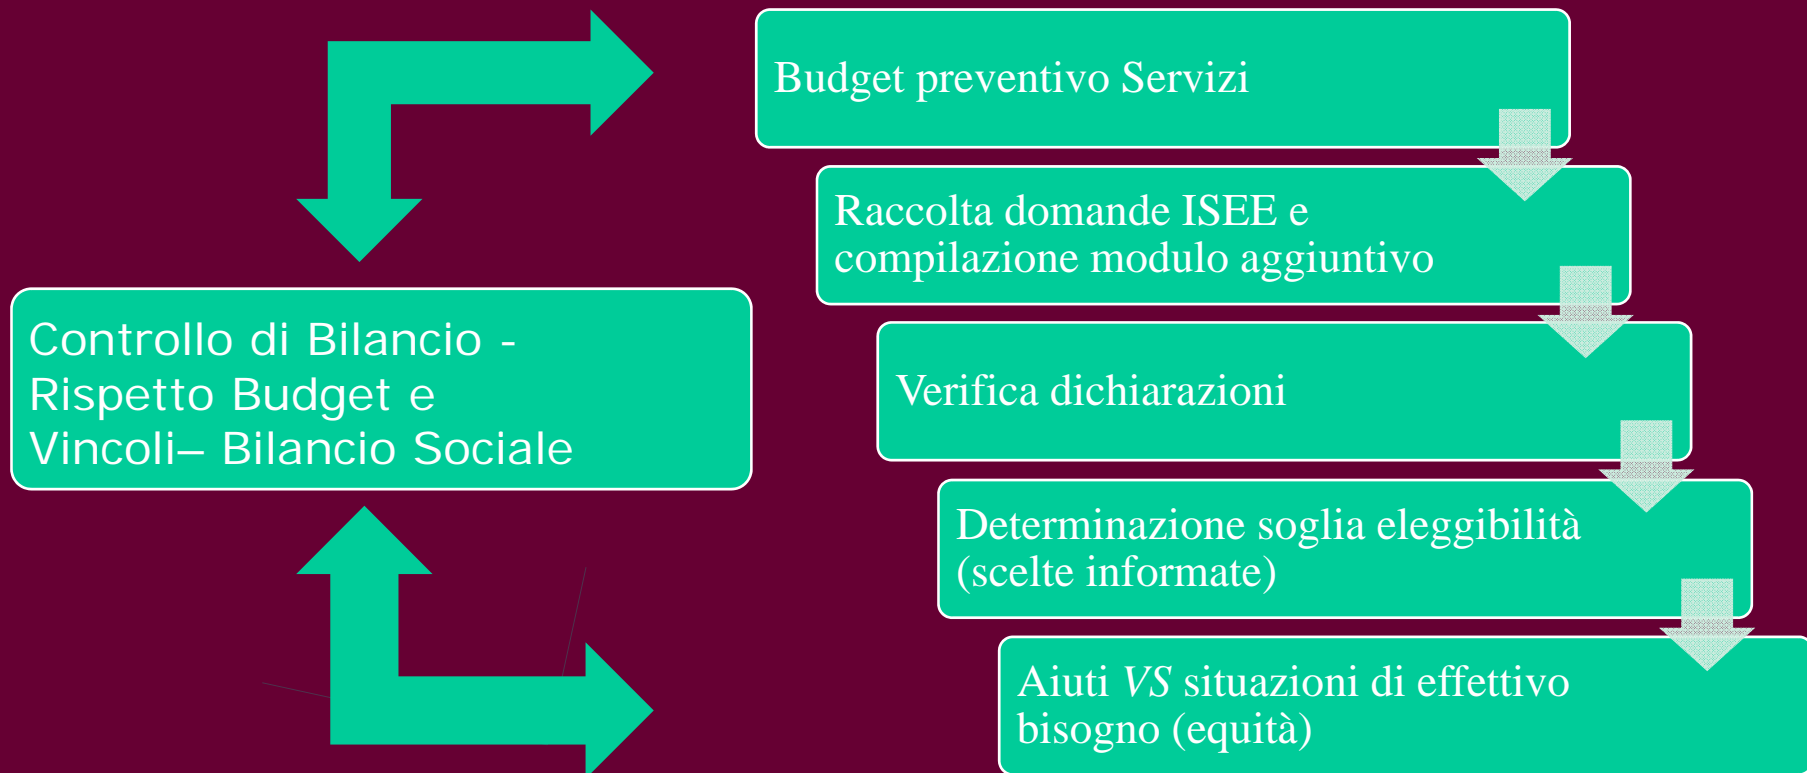 Budget preventivo Servizi
Raccolta domande ISEE e
compilazione modulo aggiuntivo
Controllo di Bilancio -
Rispetto Budget e
Vincoli– Bilancio Sociale
Verifica dichiarazioni
Determinazione soglia eleggibilità
(scelte informate)
Aiuti VS situazioni di effettivo
bisogno (equità)